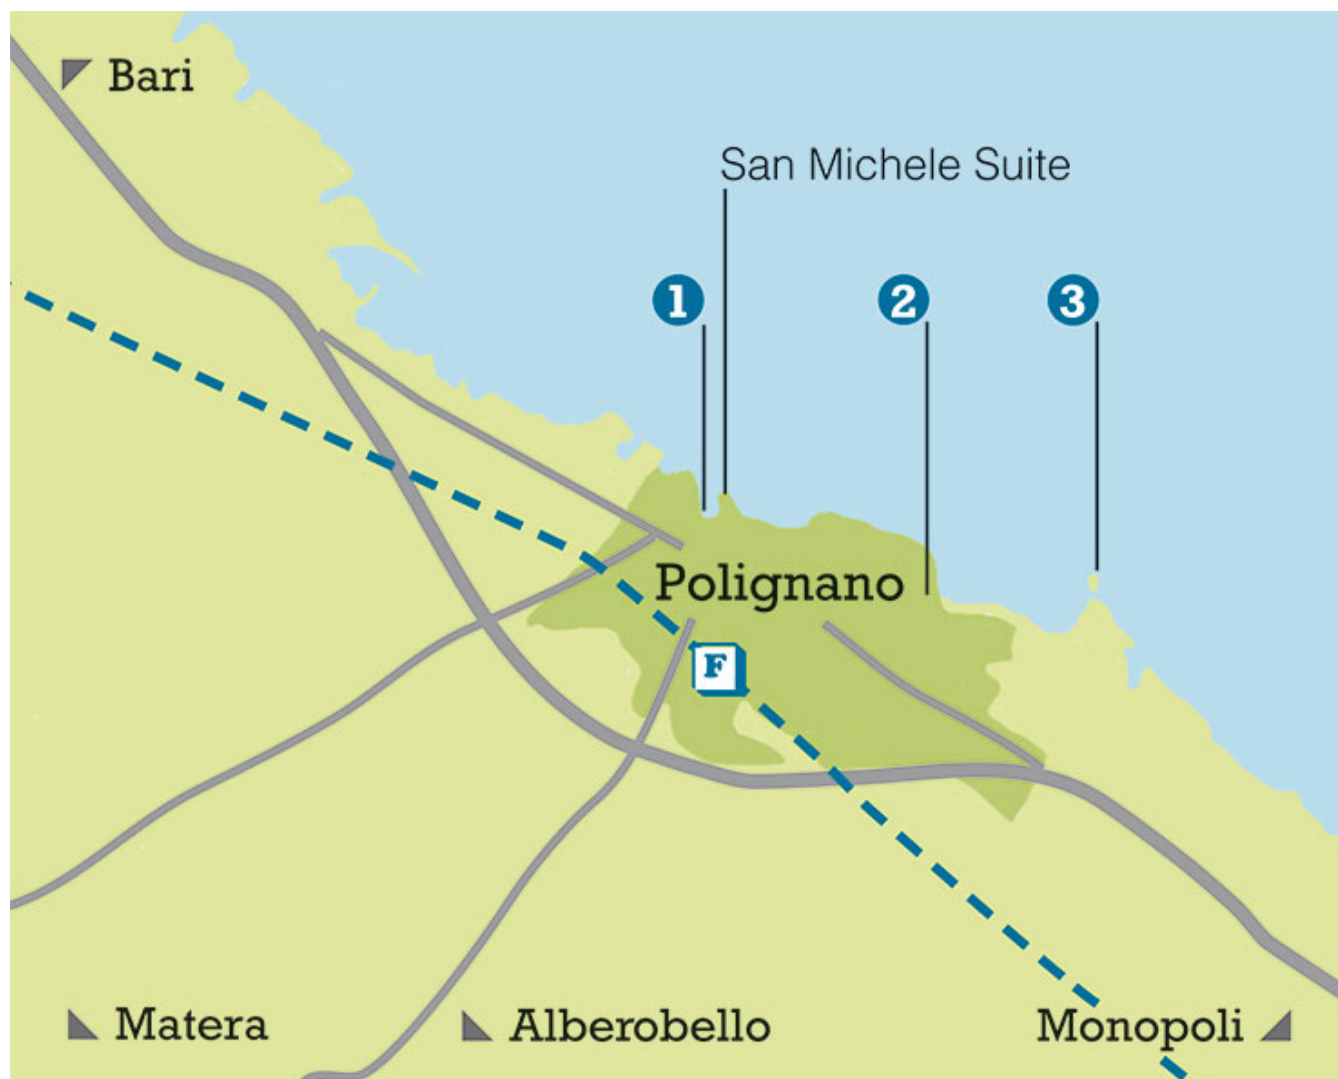 Bari
San Michele Suite
1
2
3
Polignano
F
Matera
Alberobello
Monopoli